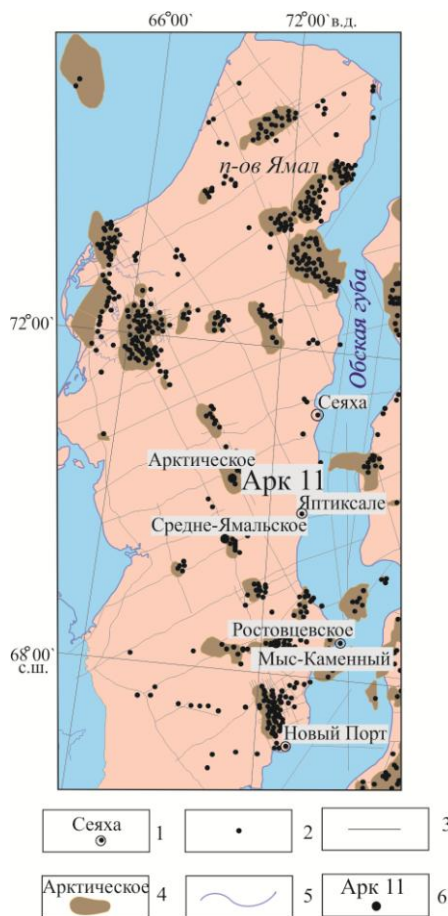 66°00' 72°00' в.д.
п-ов Ямал
Обская губа
72°00'
Сеяха
Арктическое
Арк 11
Яптиксале
Средне-Ямальское
Ростовцевское
68°00'
с.ш.
Мыс-Каменный
Новый Порт
Сеяха 1
2
3
Арктическое 4
5
Арк 11 6